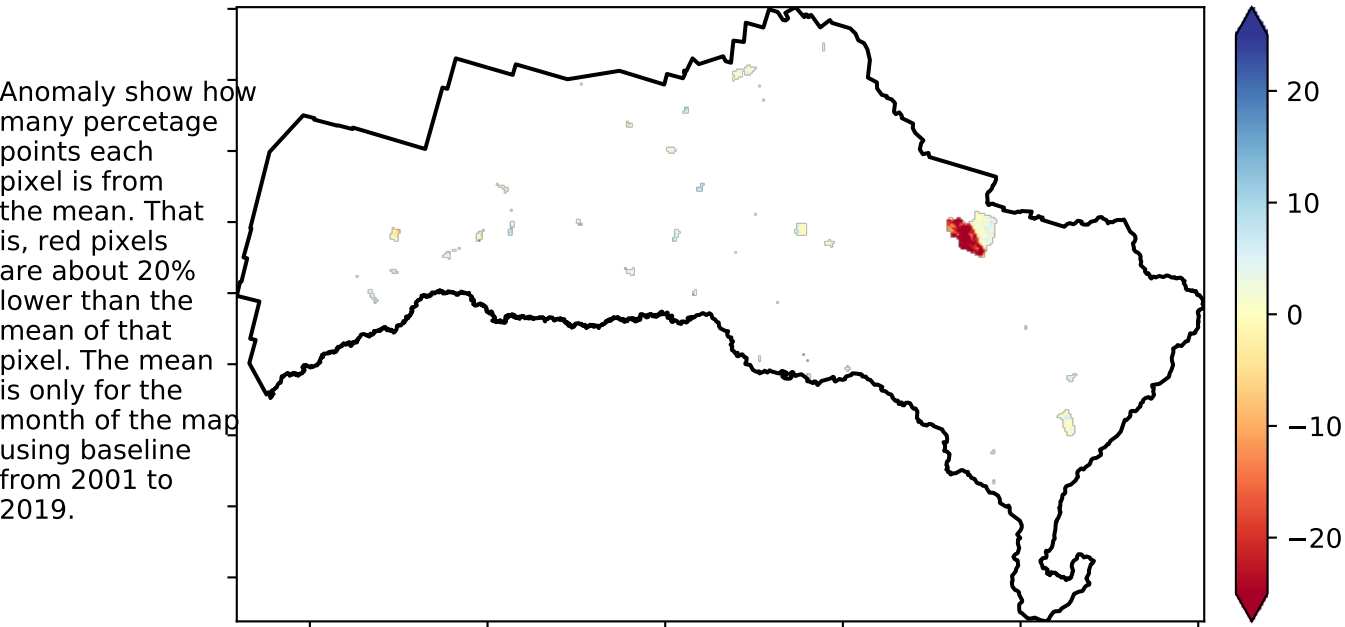 Anomaly show how
many percetage
points each
pixel is from
the mean. That
is, red pixels
are about 20%
lower than the
mean of that
pixel. The mean
is only for the
month of the map
using baseline
from 2001 to
2019.
20
10
0
−10
−20